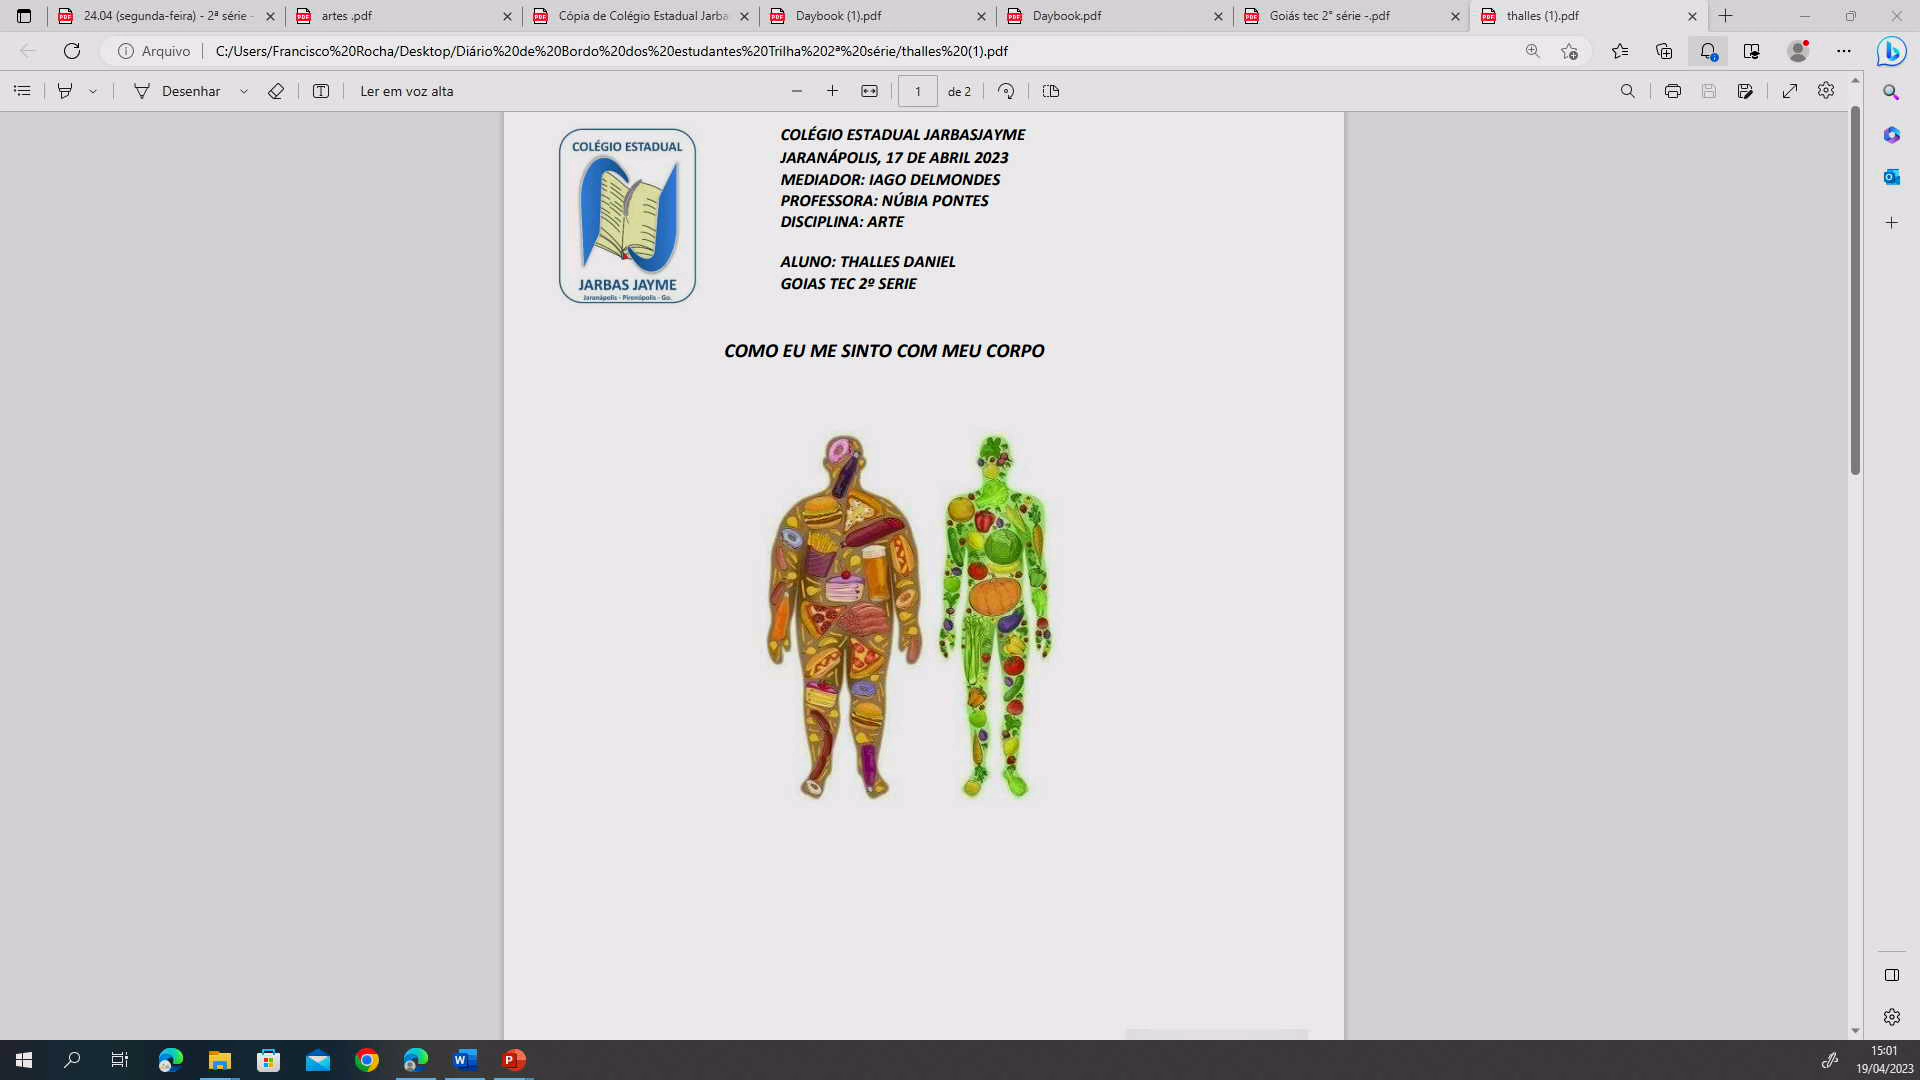 24.04 (segunda-feira) - 2ª série -
artes .pdf
Cópia de Colégio Estadual Jarba
Daybook (1).pdf
Daybook.pdf
Goiás tec 2° série -.pdf
thalles (1).pdf
Arquivo
C:/Users/Francisco%20Rocha/Desktop/Diário%20de%20Bordo%20dos%20estudantes%20Trilha%202ª%20série/thalles%20(1).pdf
Desenhar
Ler em voz alta
1
de 2
COLÉGIO ESTADUAL
JARBAS JAYME
Jaranápolis - Pirenópolis - Go.
COLÉGIO ESTADUAL JARBASJAYME
JARANÁPOLIS, 17 DE ABRIL 2023
MEDIADOR: IAGO DELMONDES
PROFESSORA: NÚBIA PONTES
DISCIPLINA: ARTE
ALUNO: THALLES DANIEL
GOIAS TEC 2º SERIE
COMO EU ME SINTO COM MEU CORPO
15:01
19/04/2023